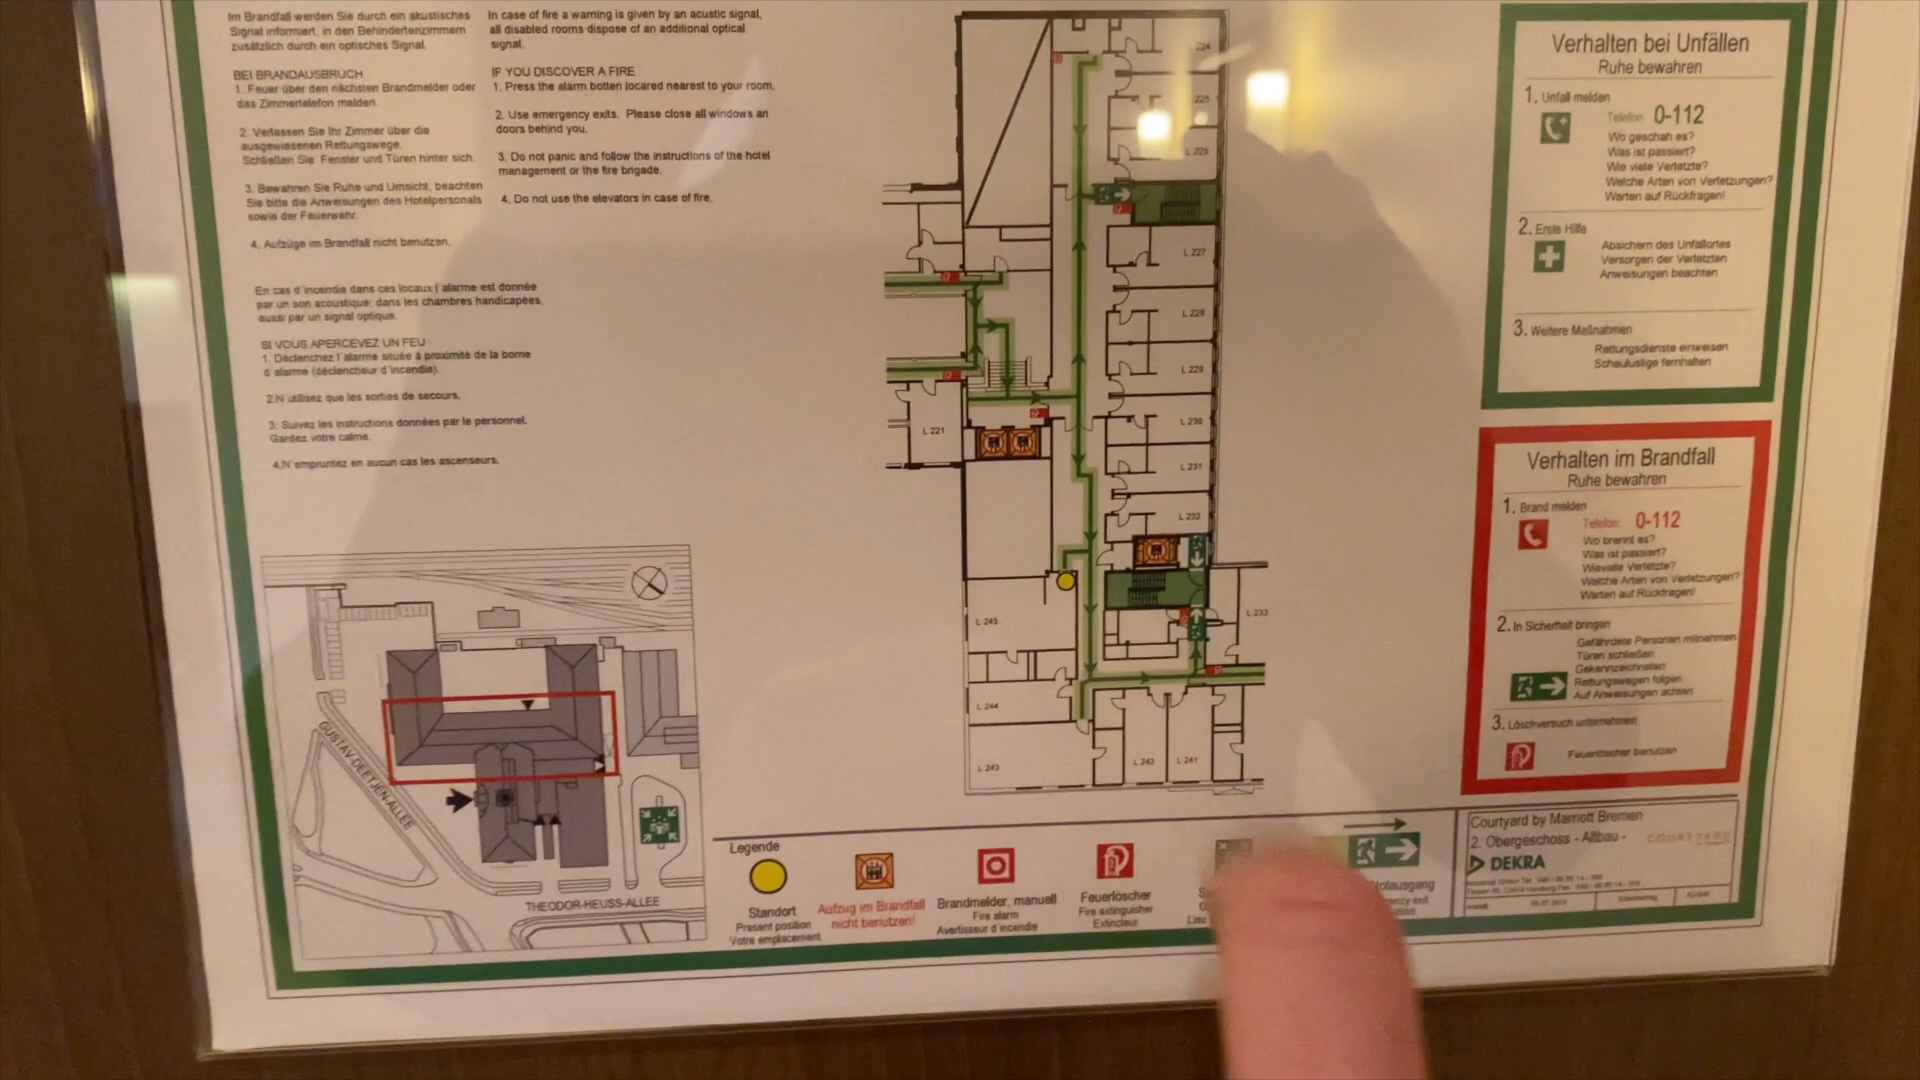 Im Brandfall werden Sie durch ein akustisches
Signal informiert, in den Behindertenzimmern
zusätzlich durch ein optisches Signal.
BEI BRANDAUSBRUCH
1. Feuer über den nächsten Brandmelder oder
das Zimmertelefon melden.
2. Verlassen Sie Ihr Zimmer über die
ausgewiesenen Rettungswege.
Schließen Sie Fenster und Türen hinter sich.
3. Bewahren Sie Ruhe und Umsicht, beachten
Sie bitte die Anweisungen des Hotelpersonals
sowie der Feuerwehr.
4. Aufzüge im Brandfall nicht benutzen.
In case of fire a warning is given by an acustic signal,
all disabled rooms dispose of an additional optical
signal.
IF YOU DISCOVER A FIRE :
1. Press the alarm botten locared nearest to your room.
2. Use emergency exits. Please close all windows an
doors behind you.
3. Do not panic and follow the instructions of the hotel
management or the fire brigade.
4. Do not use the elevators in case of fire.
En cas d'incendie dans ces locaux l'alarme est donnée
par un son acoustique; dans les chambres handicapées,
aussi par un signal optique.
SI VOUS APERCEVEZ UN FEU :
1. Déclenchez l'alarme située à proximité de la borne
d'alarme (déclencheur d'incendie).
2.N utilisez que les sorties de secours.
3. Suivez les instructions données par le personnel.
Gardez votre calme.
4.N'empruntez en aucun cas les ascenseurs.
L 224
L 225
L 226
L 227
L 228
L 229
L 221
L 230
L 231
L 232
L 233
L 245
L 244
L 243
L 242
L 241
GUSTAV-DEETJEN-ALLEE
THEODOR-HEUSS-ALLEE
Verhalten bei Unfällen
Ruhe bewahren
1. Unfall melden
Telefon 0-112
Wo geschah es?
Was ist passiert?
Wie viele Verletzte?
Welche Arten von Verletzungen?
Warten auf Rückfragen!
2. Erste Hilfe
Absichern des Unfallortes
Versorgen der Verletzten
Anweisungen beachten
3. Weitere Maßnahmen
Rettungsdienste einweisen
Schaulustige fernhalten
Verhalten im Brandfall
Ruhe bewahren
1. Brand melden
Telefon: 0-112
Wo brennt es?
Was ist passiert?
Wieviele Verletzte?
Welche Arten von Verletzungen?
Warten auf Rückfragen!
2. In Sicherheit bringen
Gefährdete Personen mitnehmen
Türen schließen
Gekennzeichneten
Rettungswegen folgen
Auf Anweisungen achten
3. Löschversuch unternehmen
Feuerlöscher benutzen
Legende
Standort
Present position
Votre emplacement
Aufzug im Brandfall
nicht benutzen!
Brandmelder, manuell
Fire alarm
Avertisseur d'incendie
Feuerlöscher
Fire extinguisher
Extincteur
Lieu
Notausgang
Courtyard by Marriott Bremen
2. Obergeschoss - Altbau -
COURTYARD
DEKRA